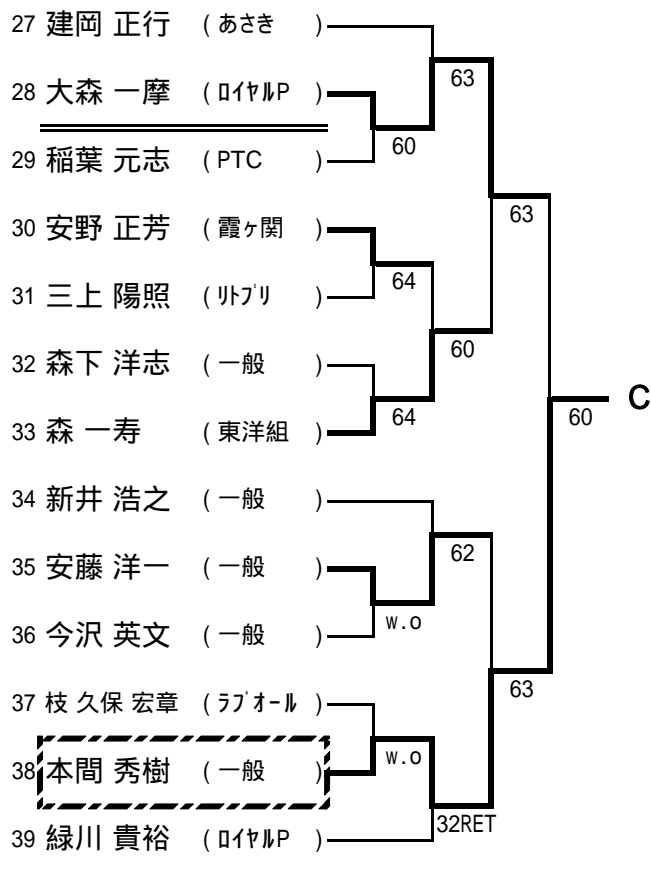 27 建岡 正行 (あさき )
63
28 大森 一摩 (ﾛｲﾔﾙP )
60
29 稲葉 元志 (PTC )
63
30 安野 正芳 (霞ヶ関 )
64
31 三上 陽照 (ﾘﾄﾌﾟﾘ )
60
32 森下 洋志 (一般 )
64
33 森 一寿 (東洋組 )
60 C
34 新井 浩之 (一般 )
62
35 安藤 洋一 (一般 )
w.o
36 今沢 英文 (一般 )
63
37 枝 久保 宏章 (ﾗﾌﾞオール )
w.o
38 本間 秀樹 (一般 )
32RET
39 緑川 貴裕 (ﾛｲﾔﾙP )